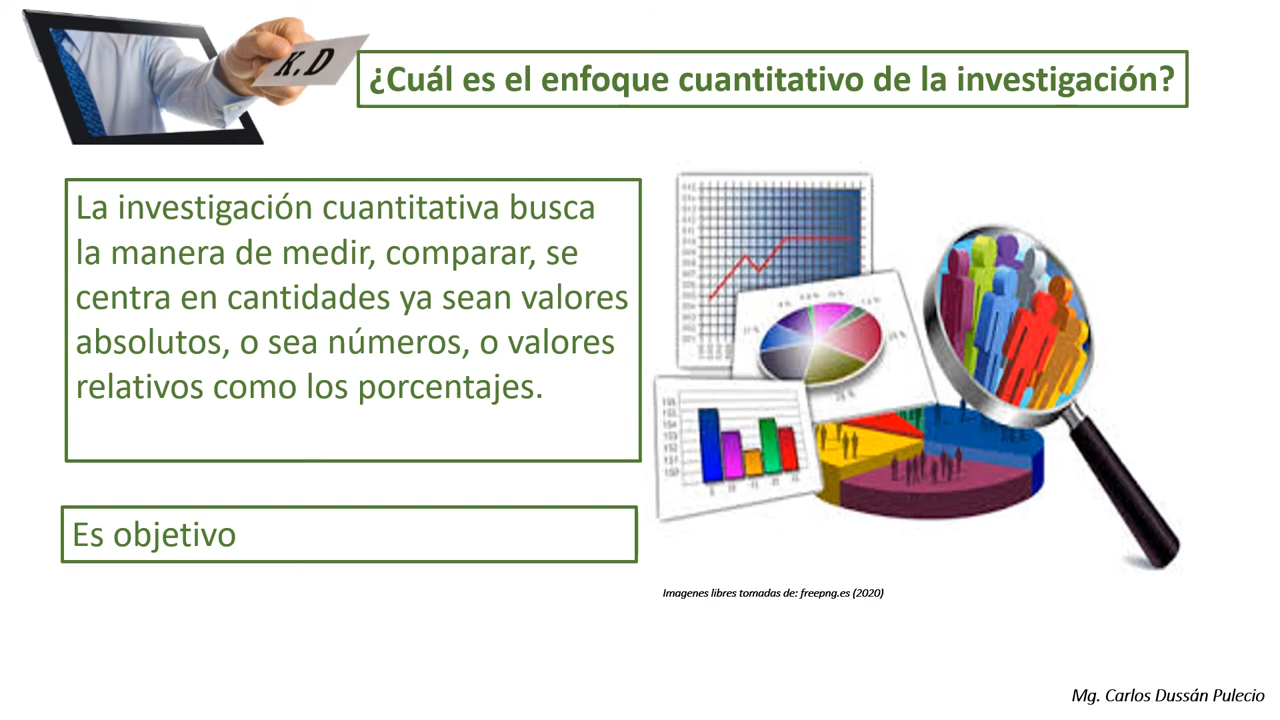 K.D
¿Cuál es el enfoque cuantitativo de la investigación?
La investigación cuantitativa busca
la manera de medir, comparar, se
centra en cantidades ya sean valores
absolutos, o sea números, o valores
relativos como los porcentajes.
Es objetivo
Imagenes libres tomadas de: freepng.es (2020)
Mg. Carlos Dussán Pulecio